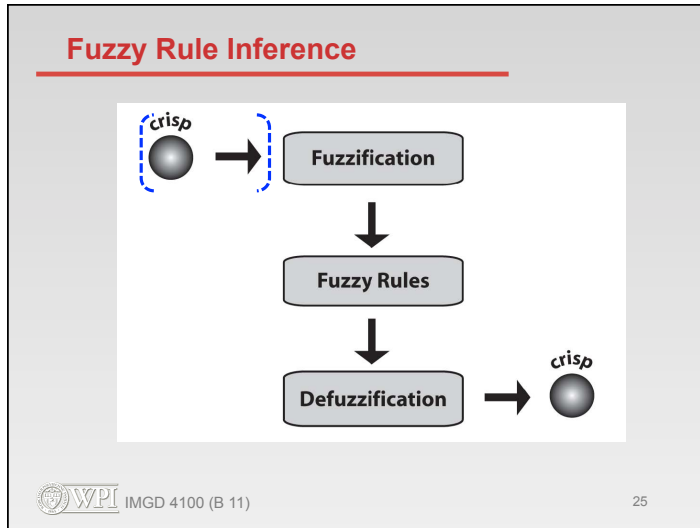 Fuzzy Rule Inference
crisp
Fuzzification
Fuzzy Rules
Defuzzification
crisp
WPI IMGD 4100 (B 11)
25